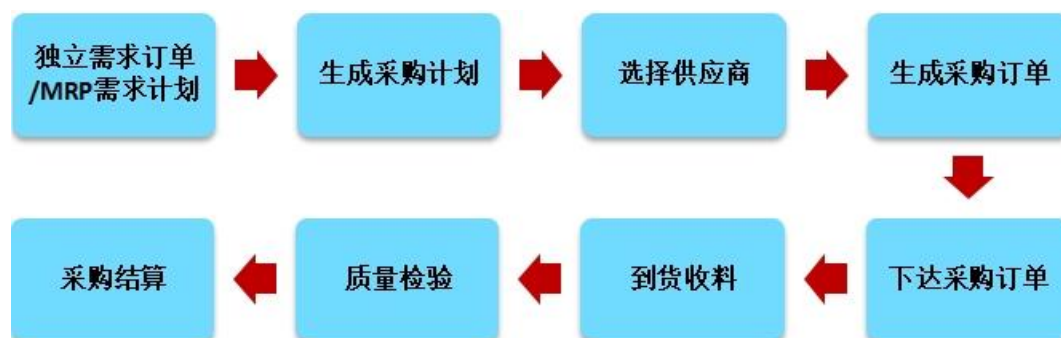 独立需求订单
/MRP需求计划
生成采购计划
选择供应商
生成采购订单
下达采购订单
到货收料
质量检验
采购结算